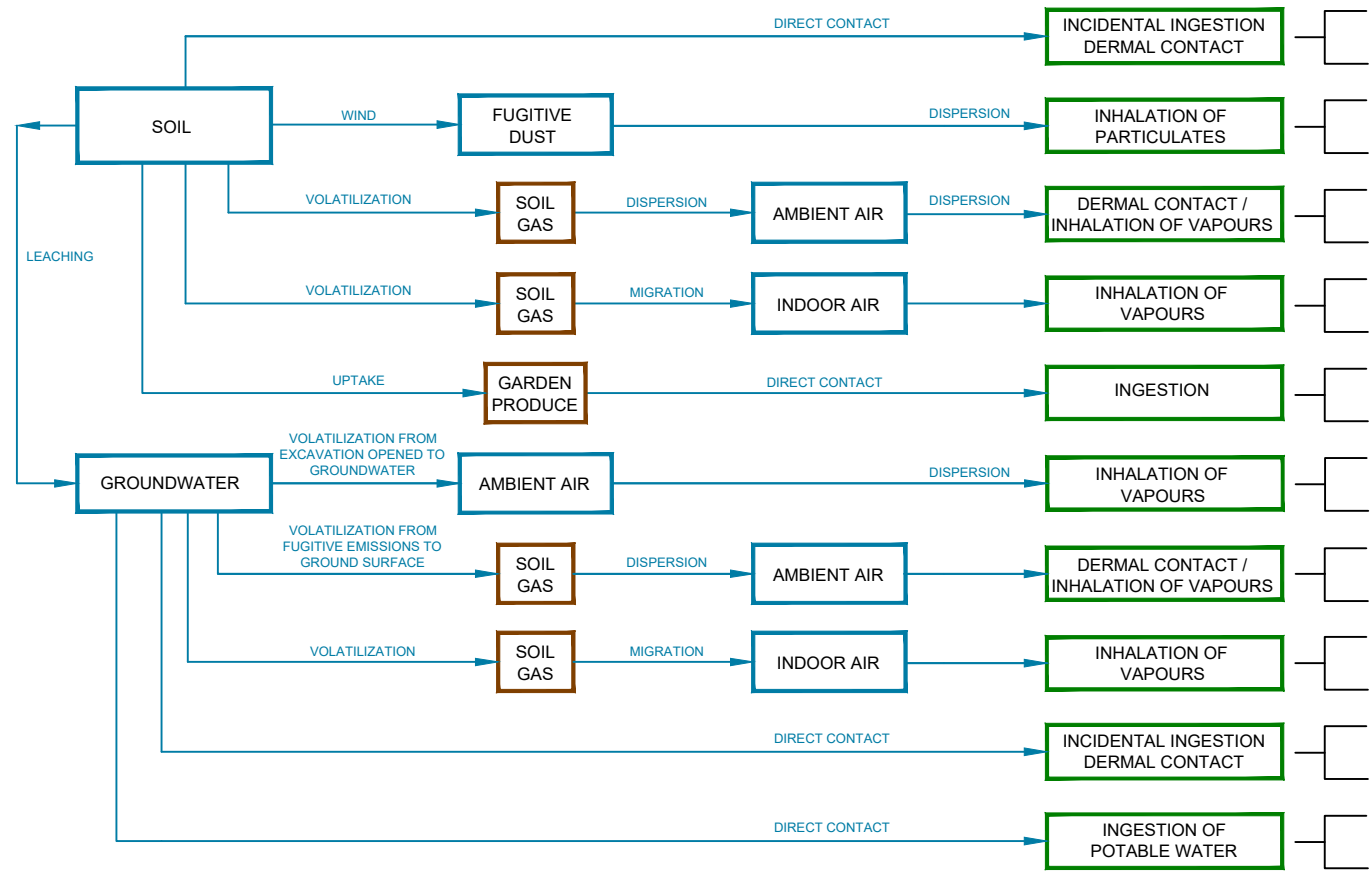 DIRECT CONTACT
INCIDENTAL INGESTION
DERMAL CONTACT
SOIL
WIND
FUGITIVE
DUST
DISPERSION
INHALATION OF
PARTICULATES
VOLATILIZATION
SOIL
GAS
DISPERSION
AMBIENT AIR
DISPERSION
DERMAL CONTACT /
INHALATION OF VAPOURS
LEACHING
VOLATILIZATION
SOIL
GAS
MIGRATION
INDOOR AIR
INHALATION OF
VAPOURS
UPTAKE
GARDEN
PRODUCE
DIRECT CONTACT
INGESTION
GROUNDWATER
VOLATILIZATION FROM
EXCAVATION OPENED TO
GROUNDWATER
AMBIENT AIR
DISPERSION
INHALATION OF
VAPOURS
VOLATILIZATION FROM
FUGITIVE EMISSIONS TO
GROUND SURFACE
SOIL
GAS
DISPERSION
AMBIENT AIR
DERMAL CONTACT /
INHALATION OF VAPOURS
VOLATILIZATION
SOIL
GAS
MIGRATION
INDOOR AIR
INHALATION OF
VAPOURS
DIRECT CONTACT
INCIDENTAL INGESTION
DERMAL CONTACT
DIRECT CONTACT
INGESTION OF
POTABLE WATER